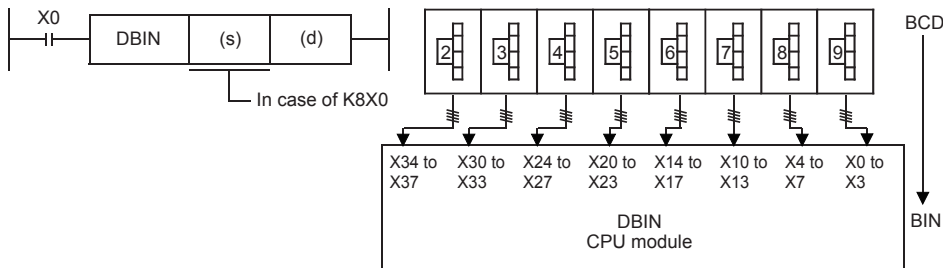 X0
DBIN (s) (d)
In case of K8X0
2 3 4 5 6 7 8 9
BCD
X34 to X30 to X24 to X20 to X14 to X10 to X4 to X0 to
X37 X33 X27 X23 X17 X13 X7 X3
DBIN
CPU module
BIN